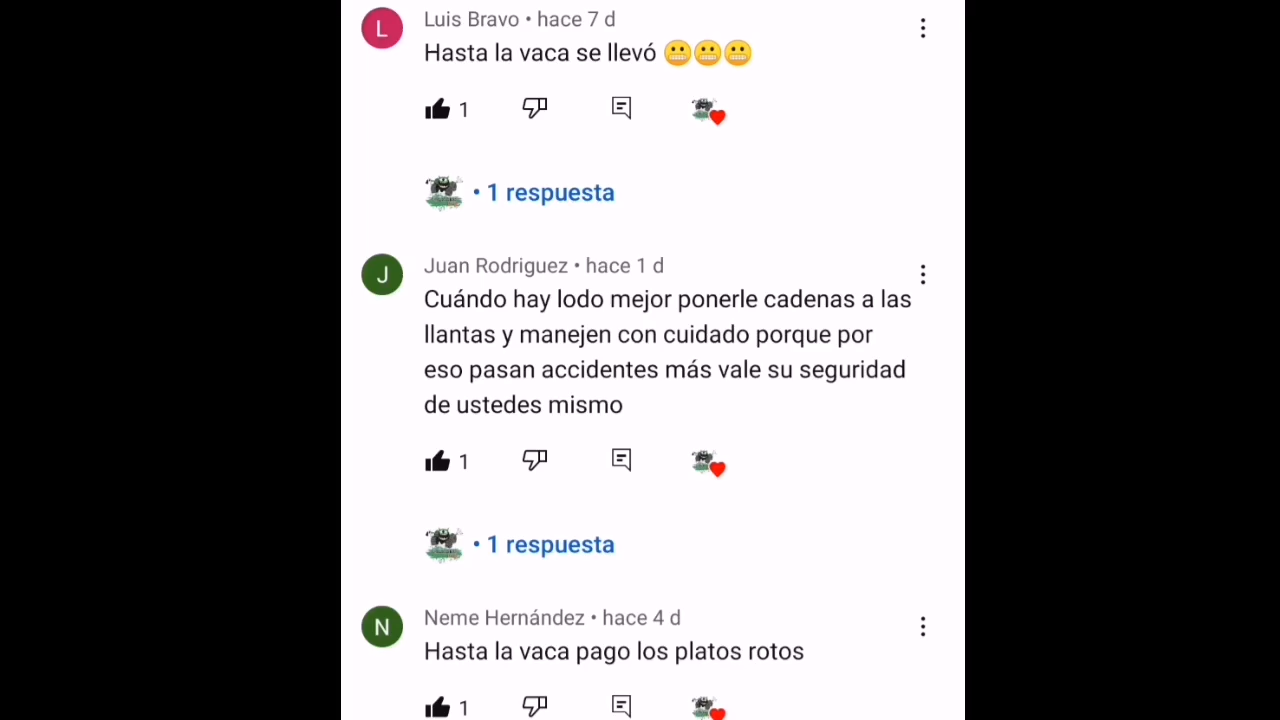 L
Luis Bravo • hace 7 d
Hasta la vaca se llevó 😬😬😬
1
• 1 respuesta
J
Juan Rodriguez • hace 1 d
Cuándo hay lodo mejor ponerle cadenas a las
llantas y manejen con cuidado porque por
eso pasan accidentes más vale su seguridad
de ustedes mismo
1
• 1 respuesta
N
Neme Hernández • hace 4 d
Hasta la vaca pago los platos rotos
1